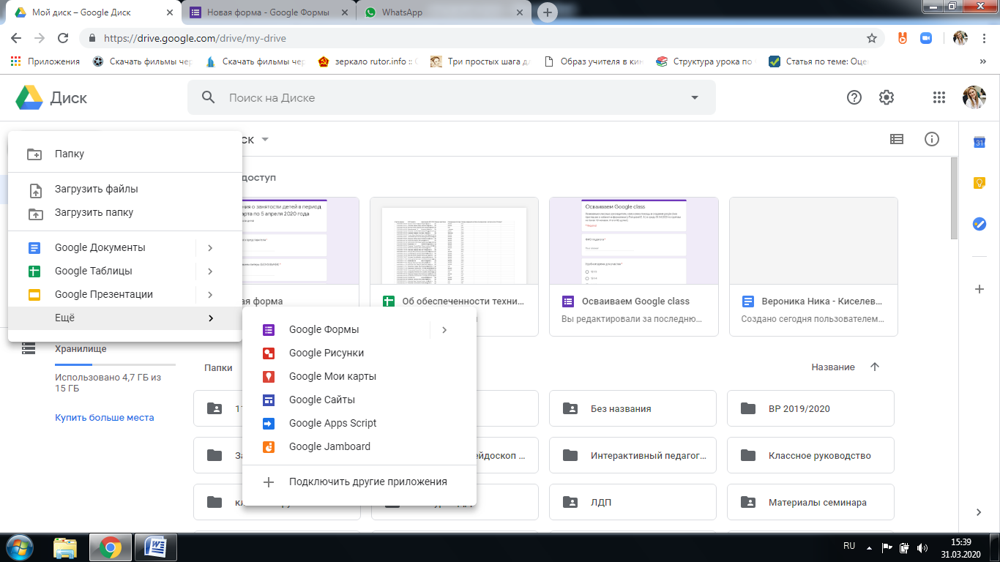 Мой диск – Google Диск
Новая форма - Google Формы
WhatsApp
https://drive.google.com/drive/my-drive
Приложения
Скачать фильмы чер
Скачать фильмы чер
зеркало rutor.info ::
Три простых шага д
Образ учителя в кин
Структура урока по
Статья по теме: Оце
»
Диск
Поиск на Диске
ск
Папку
Загрузить файлы
Загрузить папку
Google Документы
Google Таблицы
Google Презентации
Ещё
доступ
ния о занятости детей в период
арта по 5 апреля 2020 года
Осваиваем Google class
ая форма
Об обеспеченности техни...
Осваиваем Google class
Вы редактировали за последню...
Вероника Ника - Киселев...
Создано сегодня пользователем...
Google Формы
Google Рисунки
Google Мои карты
Google Сайты
Google Apps Script
Google Jamboard
Подключить другие приложения
Хранилище
Использовано 4,7 ГБ из
15 ГБ
Купить больше места
Папки
Название
Без названия
ВР 2019/2020
За
ейдоскоп ...
Интерактивный педагог...
Классное руководство
ЛДП
Материалы семинара
31
RU
15:39
31.03.2020